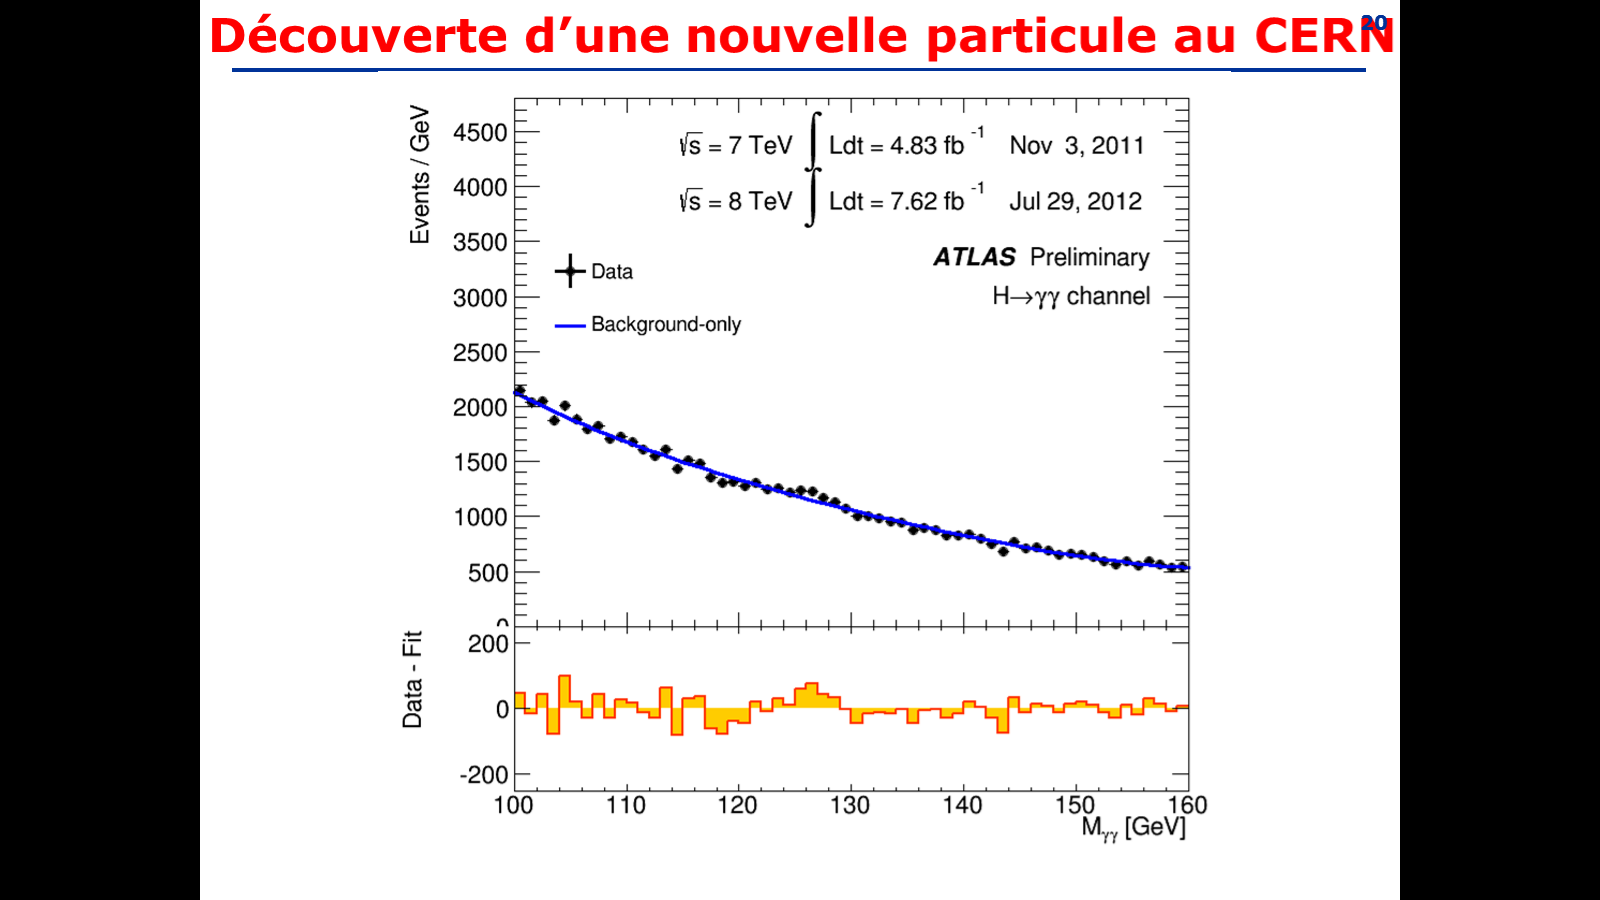 Découverte d’une nouvelle particule au CERN
20
Events / GeV
4500
4000
3500
3000
2500
2000
1500
1000
500
0
√s = 7 TeV ∫ Ldt = 4.83 fb⁻¹ Nov 3, 2011
√s = 8 TeV ∫ Ldt = 7.62 fb⁻¹ Jul 29, 2012
ATLAS Preliminary
H→γγ channel
Data
Background-only
Data - Fit
200
0
-200
100 110 120 130 140 150 160
Mγγ [GeV]